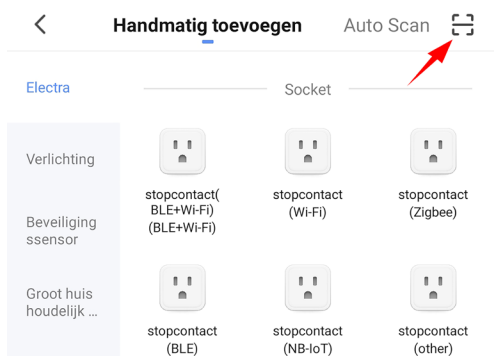 Handmatig toevoegen Auto Scan
Electra
Socket
Verlichting
stopcontact(
BLE+Wi-Fi)
(BLE+Wi-Fi)
stopcontact
(Wi-Fi)
stopcontact
(Zigbee)
Beveiliging
ssensor
Groot huis
houdelijk ...
stopcontact
(BLE)
stopcontact
(NB-IoT)
stopcontact
(other)